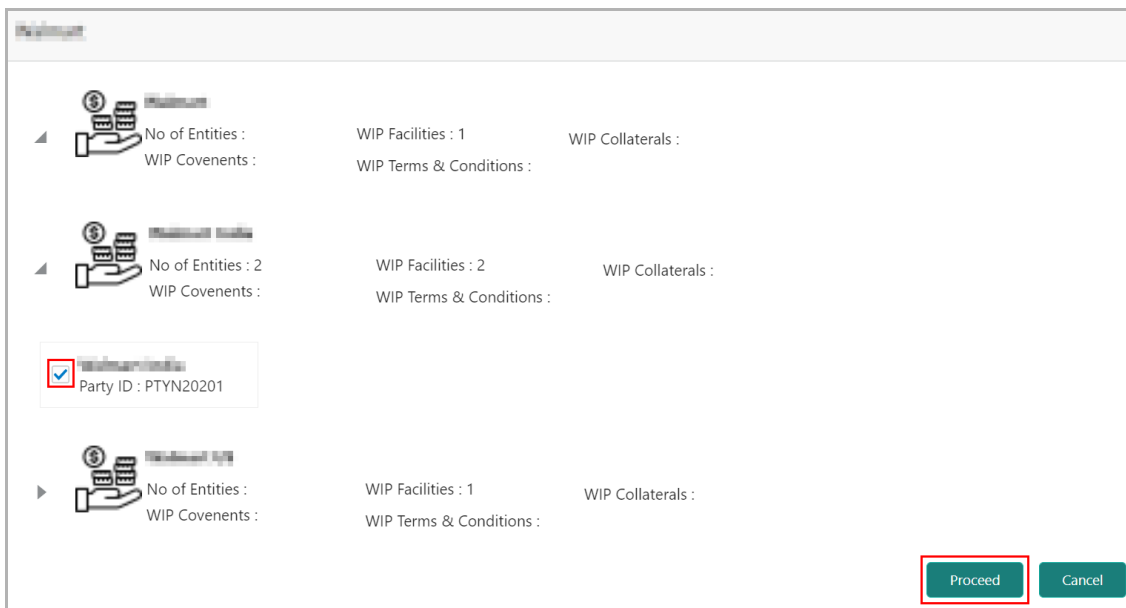 No of Entities : WIP Facilities : 1 WIP Collaterals :
WIP Covenents : WIP Terms & Conditions :
No of Entities : 2 WIP Facilities : 2 WIP Collaterals :
WIP Covenents : WIP Terms & Conditions :
Party ID : PTYN20201
No of Entities : WIP Facilities : 1 WIP Collaterals :
WIP Covenents : WIP Terms & Conditions :
Proceed Cancel